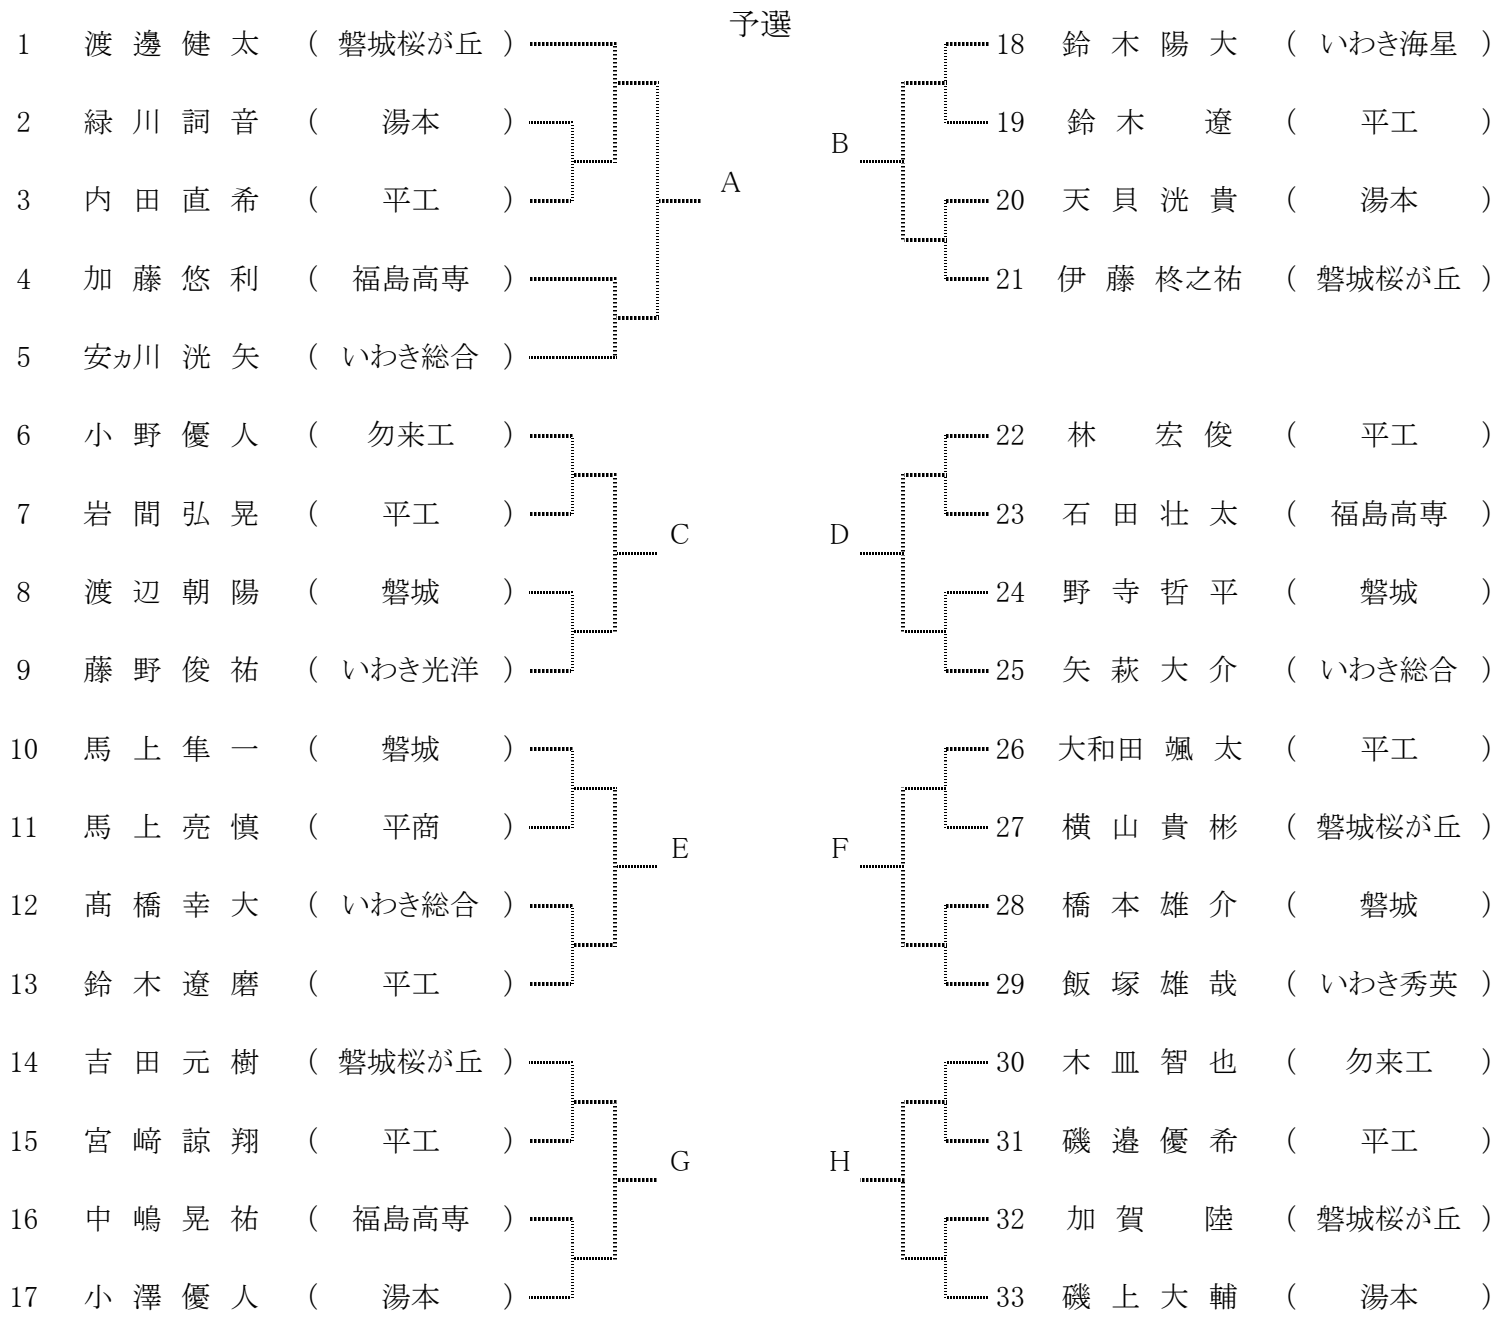 予選
1 渡邊健太 ( 磐城桜が丘 )
2 緑川詞音 ( 湯本 )
3 内田直希 ( 平工 )
A
4 加藤悠利 ( 福島高専 )
5 安ヵ川洸矢 ( いわき総合 )
6 小野優人 ( 勿来工 )
7 岩間弘晃 ( 平工 )
C
8 渡辺朝陽 ( 磐城 )
9 藤野俊祐 ( いわき光洋 )
10 馬上隼一 ( 磐城 )
11 馬上亮慎 ( 平商 )
E
12 髙橋幸大 ( いわき総合 )
13 鈴木遼磨 ( 平工 )
14 吉田元樹 ( 磐城桜が丘 )
15 宮﨑諒翔 ( 平工 )
G
16 中嶋晃祐 ( 福島高専 )
17 小澤優人 ( 湯本 )
18 鈴木陽大 ( いわき海星 )
19 鈴木 遼 ( 平工 )
B
20 天貝洸貴 ( 湯本 )
21 伊藤柊之祐 ( 磐城桜が丘 )
22 林 宏俊 ( 平工 )
23 石田壮太 ( 福島高専 )
D
24 野寺哲平 ( 磐城 )
25 矢萩大介 ( いわき総合 )
26 大和田颯太 ( 平工 )
27 横山貴彬 ( 磐城桜が丘 )
F
28 橋本雄介 ( 磐城 )
29 飯塚雄哉 ( いわき秀英 )
30 木皿智也 ( 勿来工 )
31 磯邉優希 ( 平工 )
H
32 加賀 陸 ( 磐城桜が丘 )
33 磯上大輔 ( 湯本 )